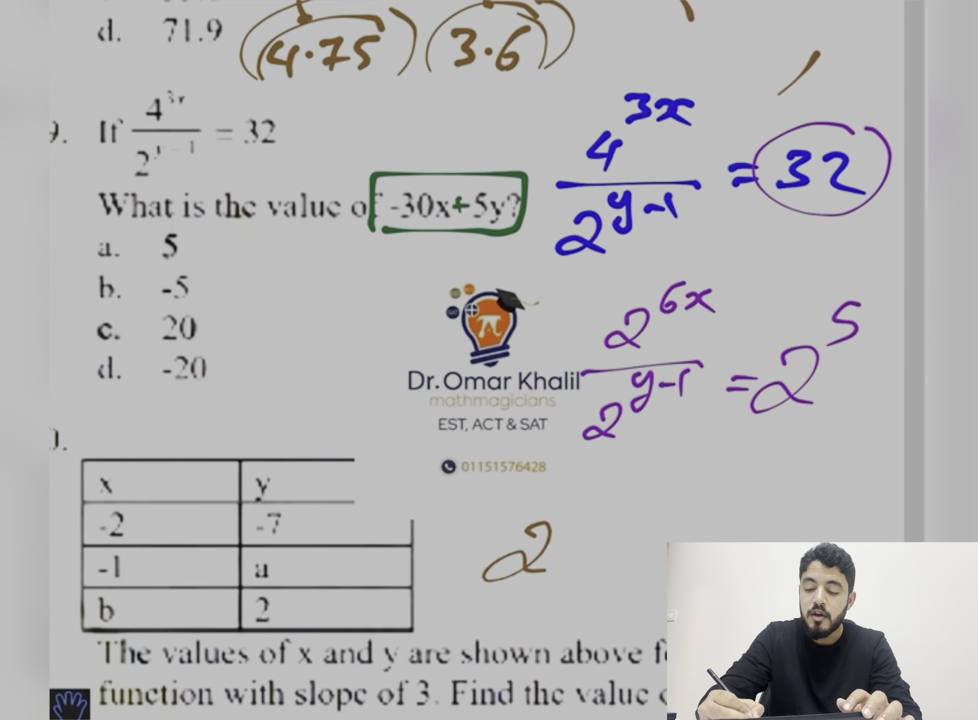 d. 71.9
(4.75) (3.6)
9. If 4^3x / 2^y-1 = 32
4^3x / 2^y-1 = 32
What is the value of -30x+5y?
a. 5
b. -5
c. 20
d. -20
2^6x / 2^y-1 = 2^5
Dr. Omar Khalil
mathmagicians
EST, ACT & SAT
01151576428
x y
-2 -7
-1 a
b 2
2
The values of x and y are shown above
function with slope of 3. Find the value